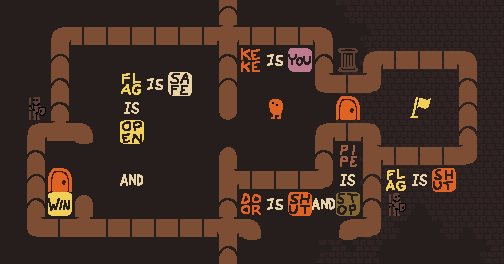 KEKE IS YOU
FLAG IS SAFE
IS
OPEN
PIPE
IS
AND
FLAG IS SHUT
WIN
DOOR IS SHUT AND STOP